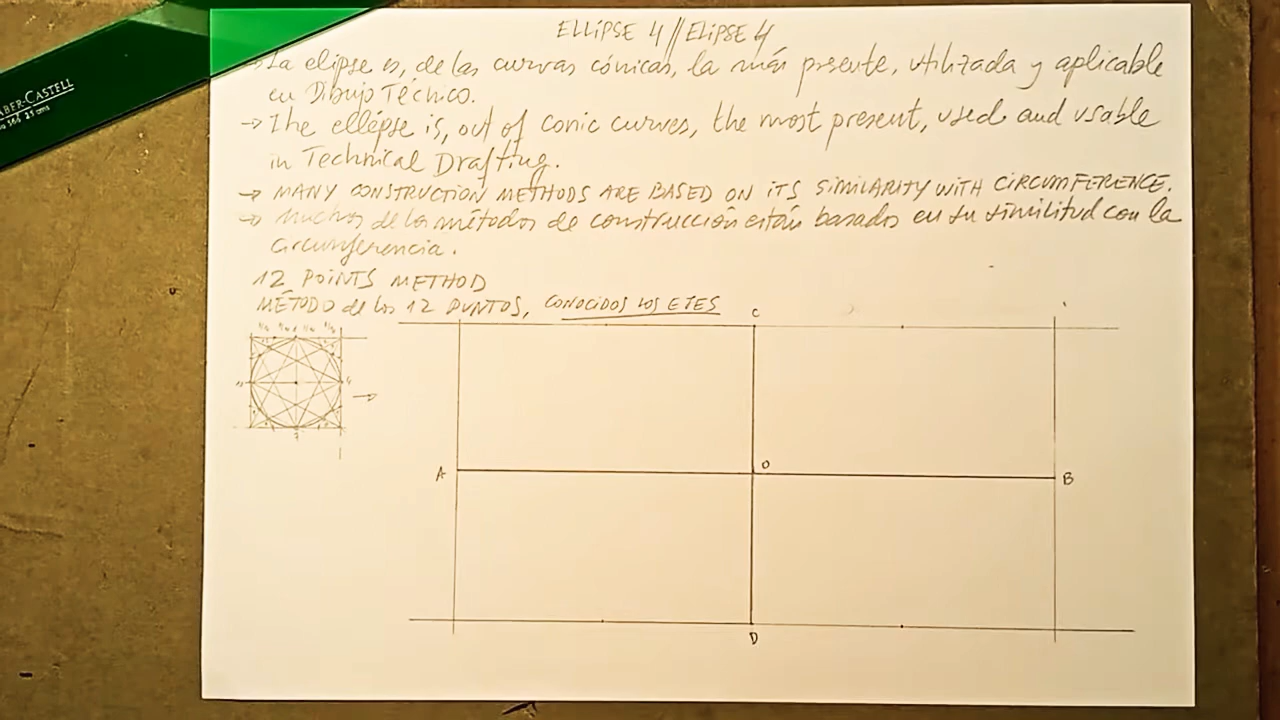 ABER-CASTELL
ELLIPSE 4 // ELIPSE 4
La elipse es, de las curvas cónicas, la más presente, utilizada y aplicable
en Dibujo Técnico.
→ The ellipse is, out of conic curves, the most present, used and usable
in Technical Drafting.
→ MANY CONSTRUCTION METHODS ARE BASED ON ITS SIMILARITY WITH CIRCUMFERENCE.
→ Muchos de los métodos de construcción están basados en su similitud con la
circunferencia.
12 POINTS METHOD
MÉTODO de los 12 PUNTOS, CONOCIDOS LOS EJES
C
A
O
B
D